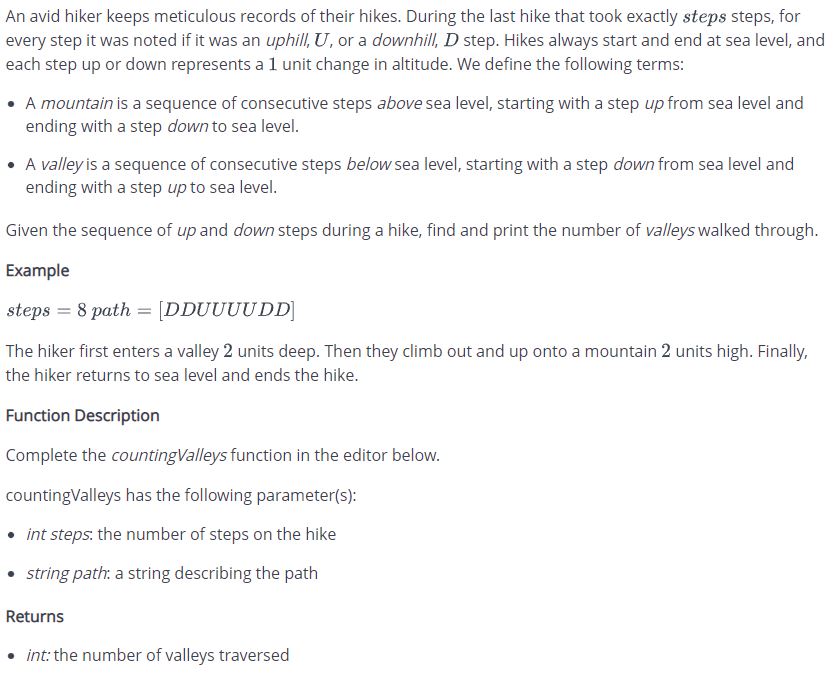 An avid hiker keeps meticulous records of their hikes. During the last hike that took exactly steps steps, for
every step it was noted if it was an uphill, U, or a downhill, D step. Hikes always start and end at sea level, and
each step up or down represents a 1 unit change in altitude. We define the following terms:
• A mountain is a sequence of consecutive steps above sea level, starting with a step up from sea level and
ending with a step down to sea level.
• A valley is a sequence of consecutive steps below sea level, starting with a step down from sea level and
ending with a step up to sea level.
Given the sequence of up and down steps during a hike, find and print the number of valleys walked through.
Example
steps = 8 path = [DDUUUUDD]
The hiker first enters a valley 2 units deep. Then they climb out and up onto a mountain 2 units high. Finally,
the hiker returns to sea level and ends the hike.
Function Description
Complete the countingValleys function in the editor below.
countingValleys has the following parameter(s):
• int steps: the number of steps on the hike
• string path: a string describing the path
Returns
• int: the number of valleys traversed